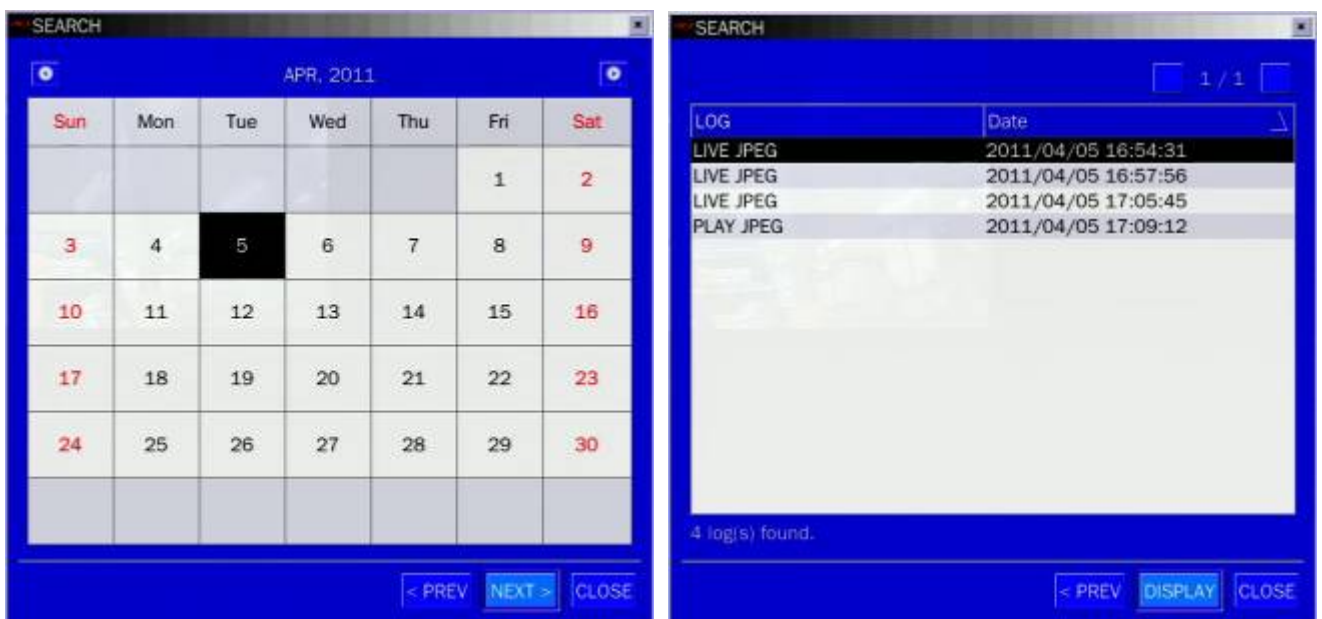 SEARCH
APR, 2011
Sun Mon Tue Wed Thu Fri Sat
1 2
3 4 5 6 7 8 9
10 11 12 13 14 15 16
17 18 19 20 21 22 23
24 25 26 27 28 29 30
< PREV NEXT > CLOSE
SEARCH
1 / 1
LOG Date
LIVE JPEG 2011/04/05 16:54:31
LIVE JPEG 2011/04/05 16:57:56
LIVE JPEG 2011/04/05 17:05:45
PLAY JPEG 2011/04/05 17:09:12
4 log(s) found.
< PREV DISPLAY CLOSE